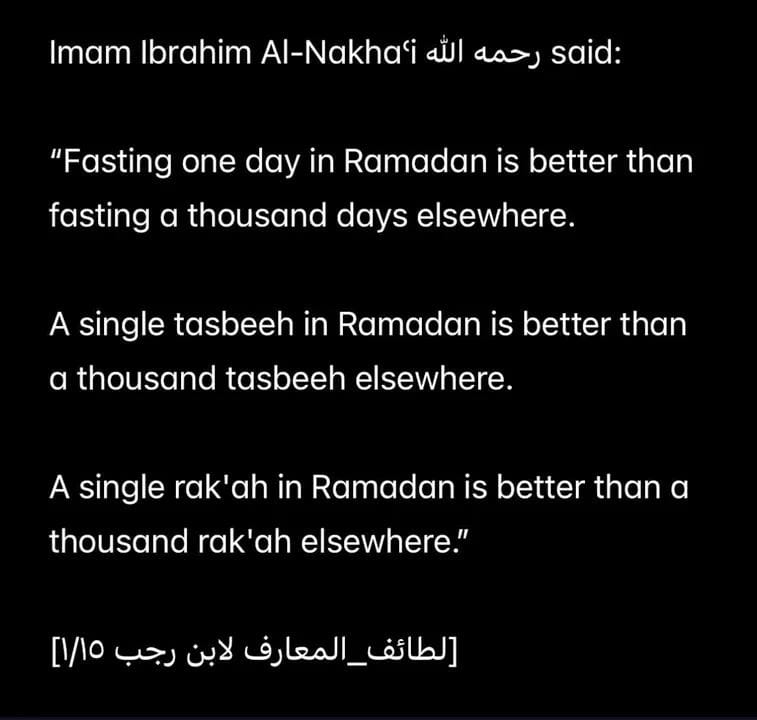 Imam Ibrahim Al-Nakhaʿi رحمه الله said:
“Fasting one day in Ramadan is better than
fasting a thousand days elsewhere.
A single tasbeeh in Ramadan is better than
a thousand tasbeeh elsewhere.
A single rak'ah in Ramadan is better than a
thousand rak'ah elsewhere.”
[لطائف_المعارف لابن رجب ١/١٥]